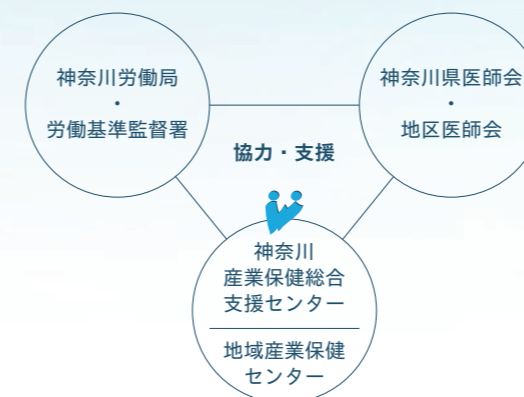 神奈川労働局
・
労働基準監督署
神奈川県医師会
・
地区医師会
協力・支援
神奈川
産業保健総合
支援センター
地域産業保健
センター